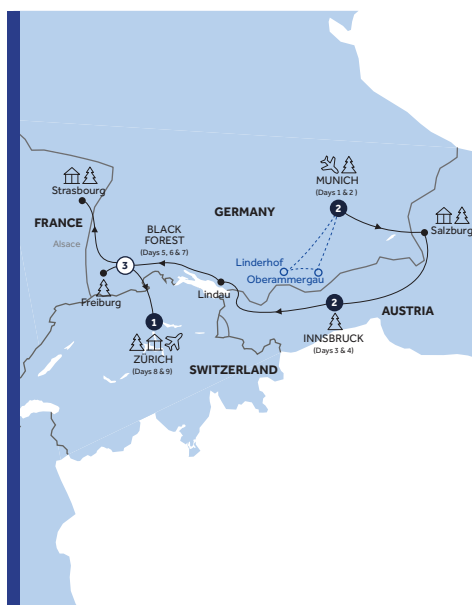 Strasbourg
FRANCE
Alsace
BLACK
FOREST
(Days 5, 6 & 7)
3
Freiburg
1
ZÜRICH
(Days 8 & 9)
GERMANY
MUNICH
(Days 1 & 2 )
2
Salzburg
Linderhof
Oberammergau
Lindau
2
INNSBRUCK
(Days 3 & 4)
AUSTRIA
SWITZERLAND